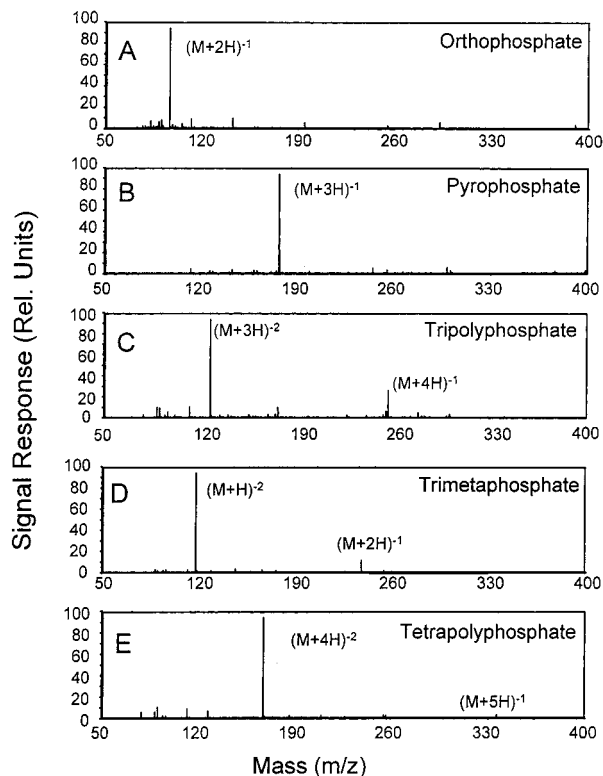 Signal Response (Rel. Units)
A
Orthophosphate
(M+2H)-1
100
80
60
40
20
0
50 120 190 260 330 400
B
Pyrophosphate
(M+3H)-1
100
80
60
40
20
0
50 120 190 260 330 400
C
Tripolyphosphate
(M+3H)-2
(M+4H)-1
100
80
60
40
20
0
50 120 190 260 330 400
D
Trimetaphosphate
(M+H)-2
(M+2H)-1
100
80
60
40
20
0
50 120 190 260 330 400
E
Tetrapolyphosphate
(M+4H)-2
(M+5H)-1
100
80
60
40
20
0
50 120 190 260 330 400
Mass (m/z)